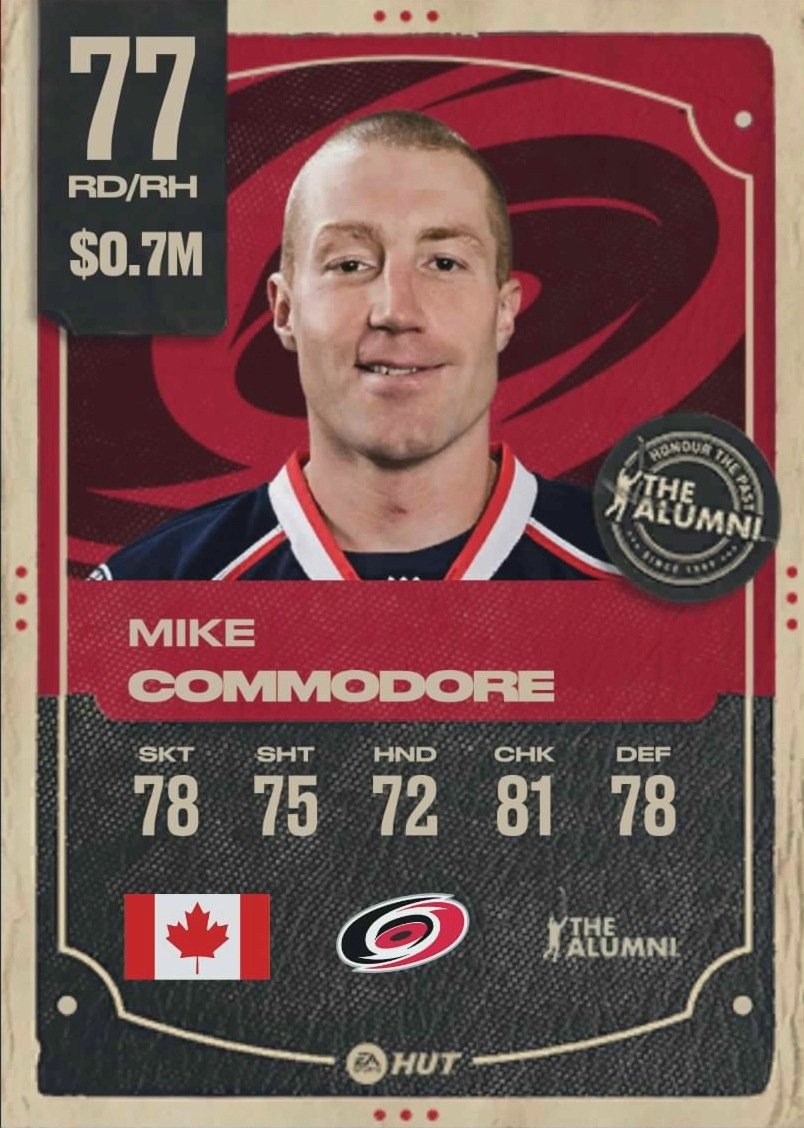 77
RD/RH
$0.7M
HONOUR THE PAST
THE
ALUMNI
MIKE
COMMODORE
SKT SHT HND CHK DEF
78 75 72 81 78
THE
ALUMNI
EA
HUT